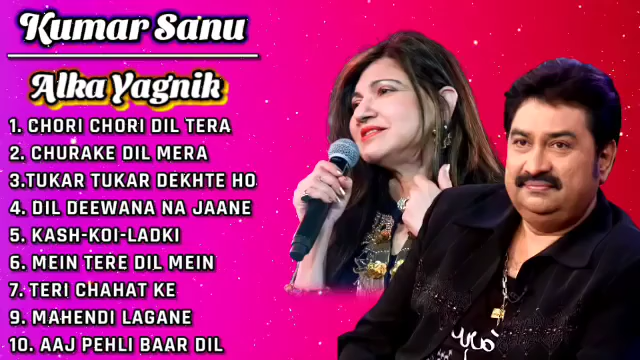 Kumar Sanu
Alka Yagnik
1. CHORI CHORI DIL TERA
2. CHURAKE DIL MERA
3.TUKAR TUKAR DEKHTE HO
4. DIL DEEWANA NA JAANE
5. KASH-KOI-LADKI
6. MEIN TERE DIL MEIN
7. TERI CHAHAT KE
9. MAHENDI LAGANE
10. AAJ PEHLI BAAR DIL